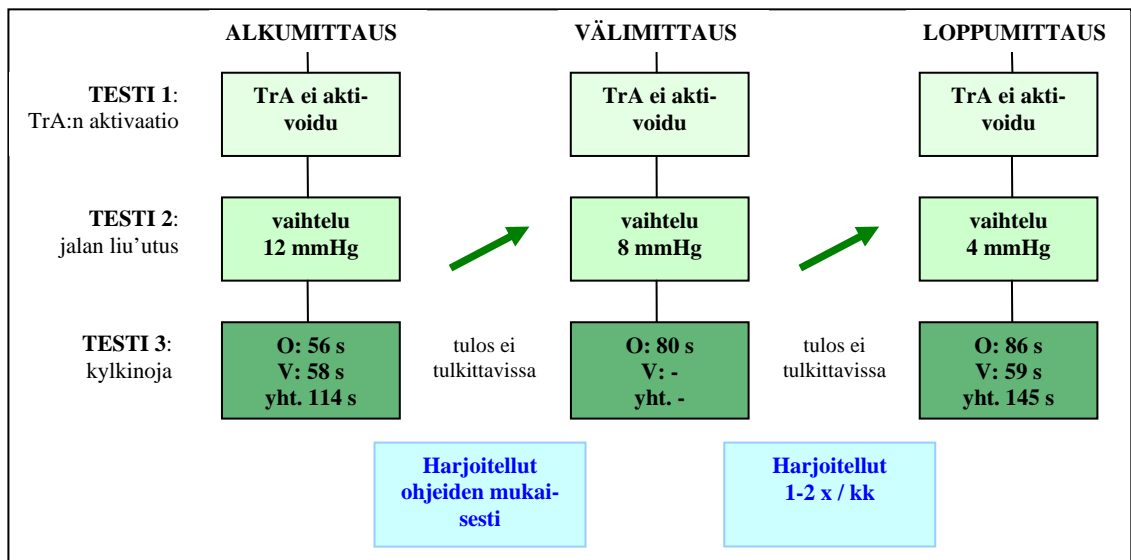 ALKUMITTAUS
VÄLIMITTAUS
LOPPUMITTAUS
TESTI 1:
TrA:n aktivaatio
TrA ei akti-
voidu
TrA ei akti-
voidu
TrA ei akti-
voidu
TESTI 2:
jalan liu’utus
vaihtelu
12 mmHg
vaihtelu
8 mmHg
vaihtelu
4 mmHg
TESTI 3:
kylkinoja
O: 56 s
V: 58 s
yht. 114 s
tulos ei
tulkittavissa
O: 80 s
V: -
yht. -
tulos ei
tulkittavissa
O: 86 s
V: 59 s
yht. 145 s
Harjoitellut
ohjeiden mukai-
sesti
Harjoitellut
1-2 x / kk